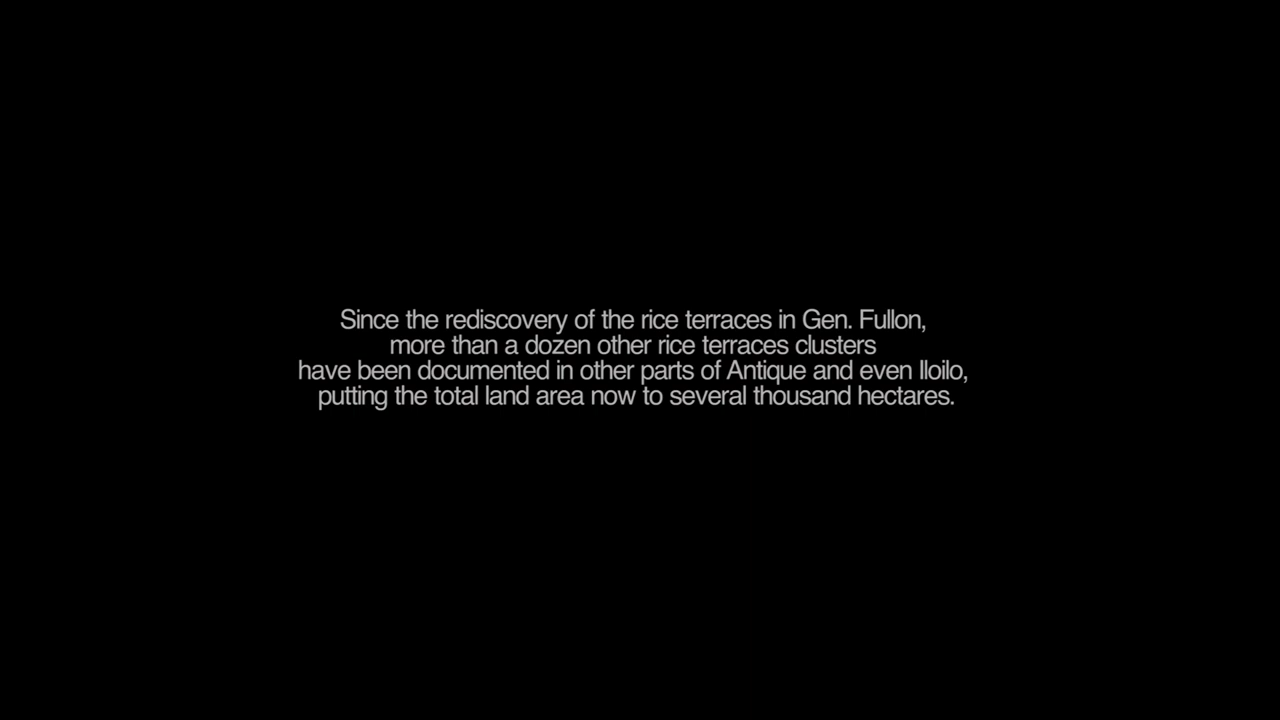 Since the rediscovery of the rice terraces in Gen. Fullon,
more than a dozen other rice terraces clusters
have been documented in other parts of Antique and even Iloilo,
putting the total land area now to several thousand hectares.